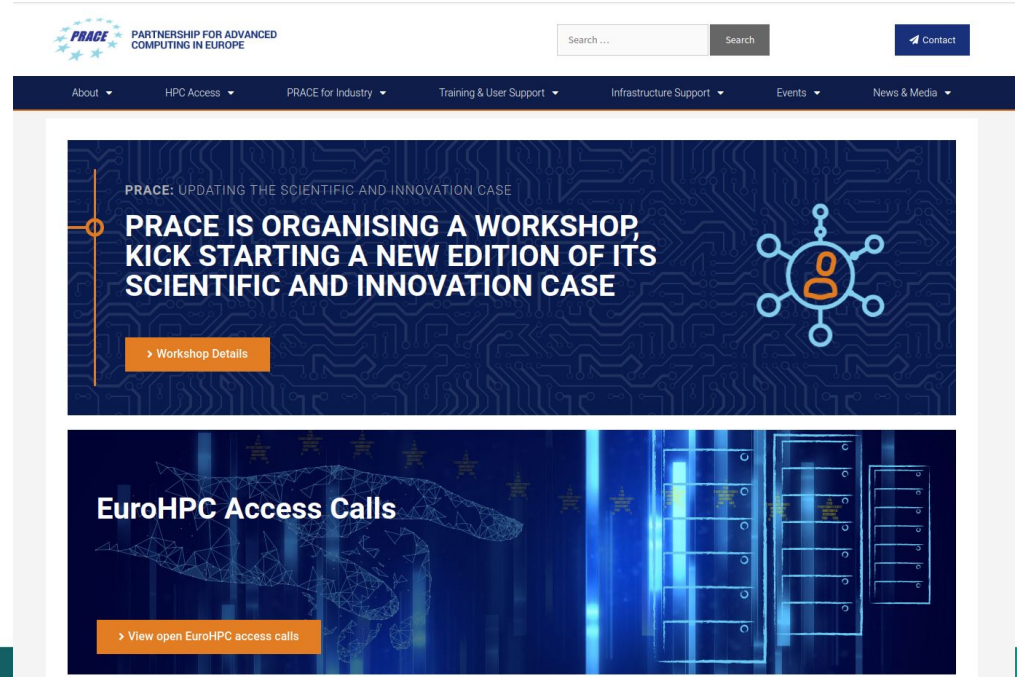 PRACE
PARTNERSHIP FOR ADVANCED
COMPUTING IN EUROPE
Search ...
Search
Contact
About
HPC Access
PRACE for Industry
Training & User Support
Infrastructure Support
Events
News & Media
PRACE: UPDATING THE SCIENTIFIC AND INNOVATION CASE
PRACE IS ORGANISING A WORKSHOP,
KICK STARTING A NEW EDITION OF ITS
SCIENTIFIC AND INNOVATION CASE
> Workshop Details
EuroHPC Access Calls
> View open EuroHPC access calls